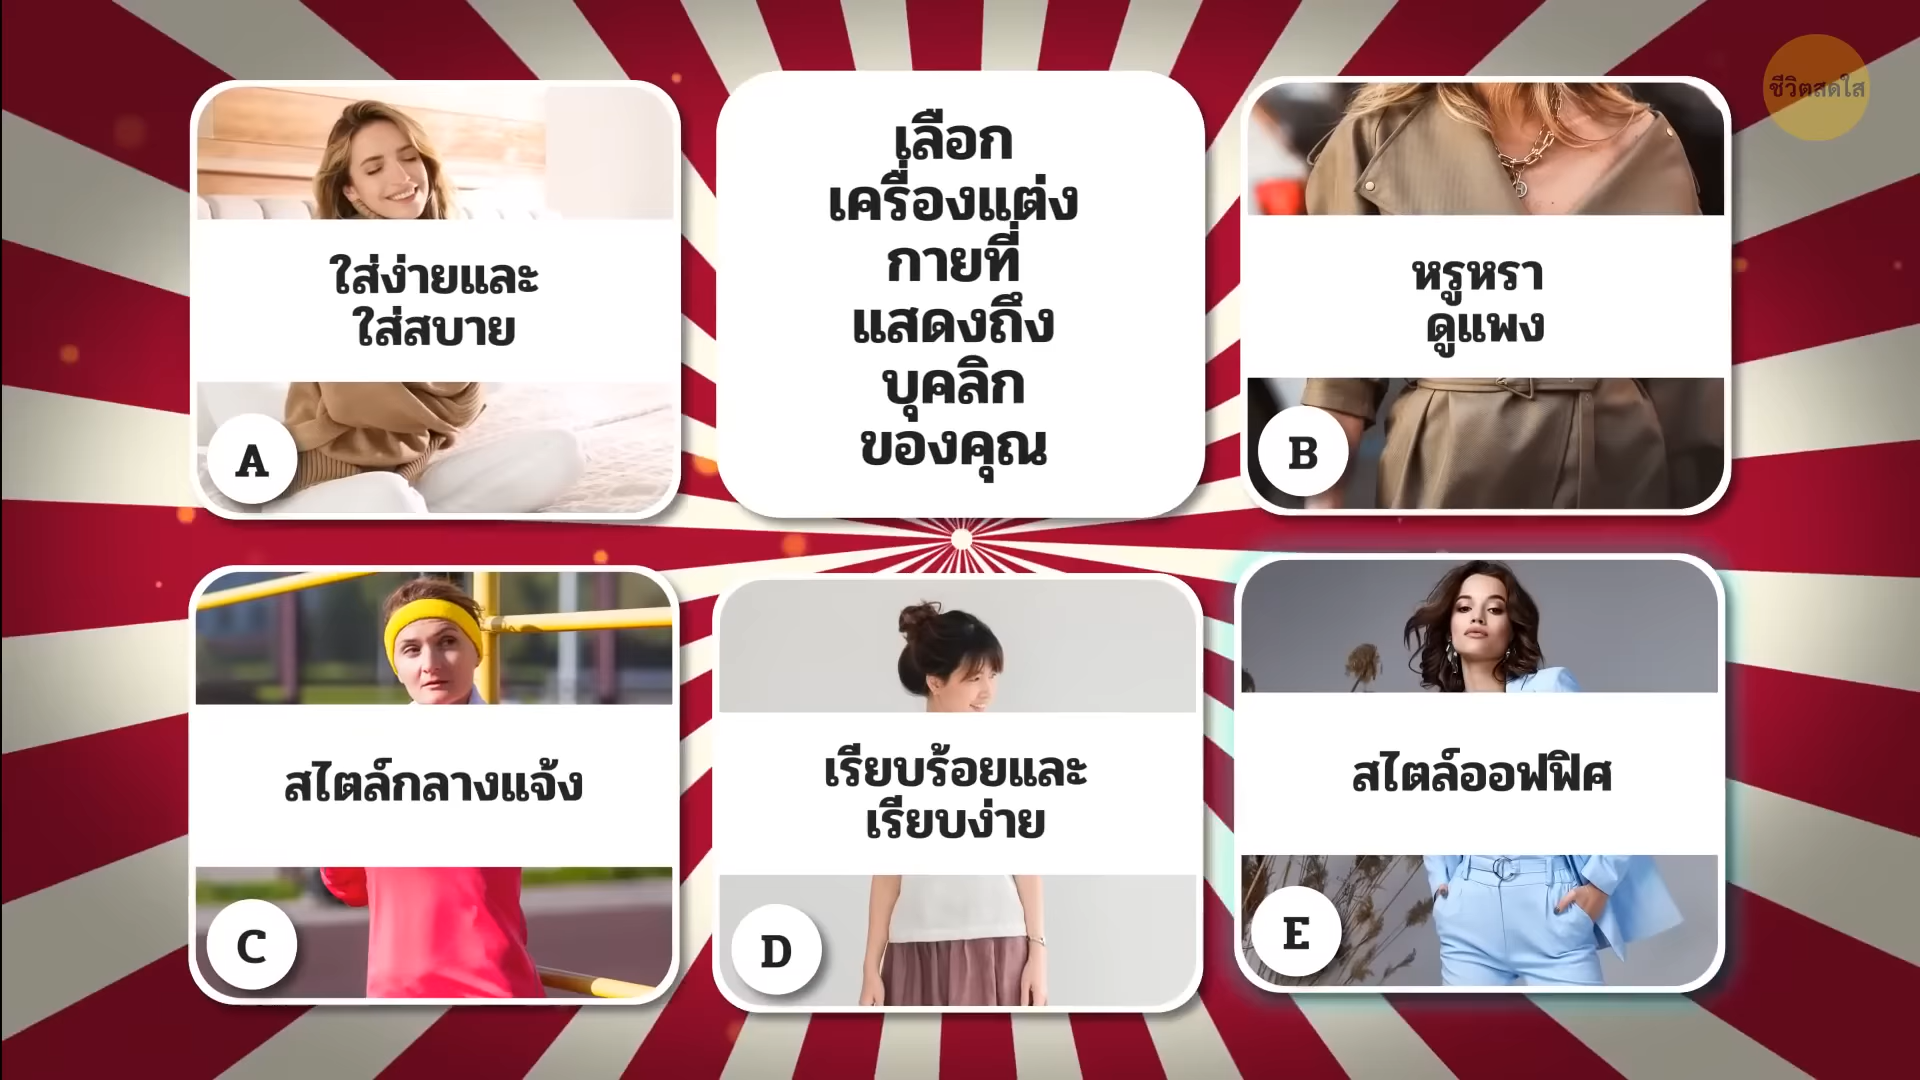 ชีวิตสดใส
ใส่ง่ายและ
ใส่สบาย
A
เลือก
เครื่องแต่ง
กายที่
แสดงถึง
บุคลิก
ของคุณ
หรูหรา
ดูแพง
B
สไตล์กลางแจ้ง
C
เรียบร้อยและ
เรียบง่าย
D
สไตล์ออฟฟิศ
E